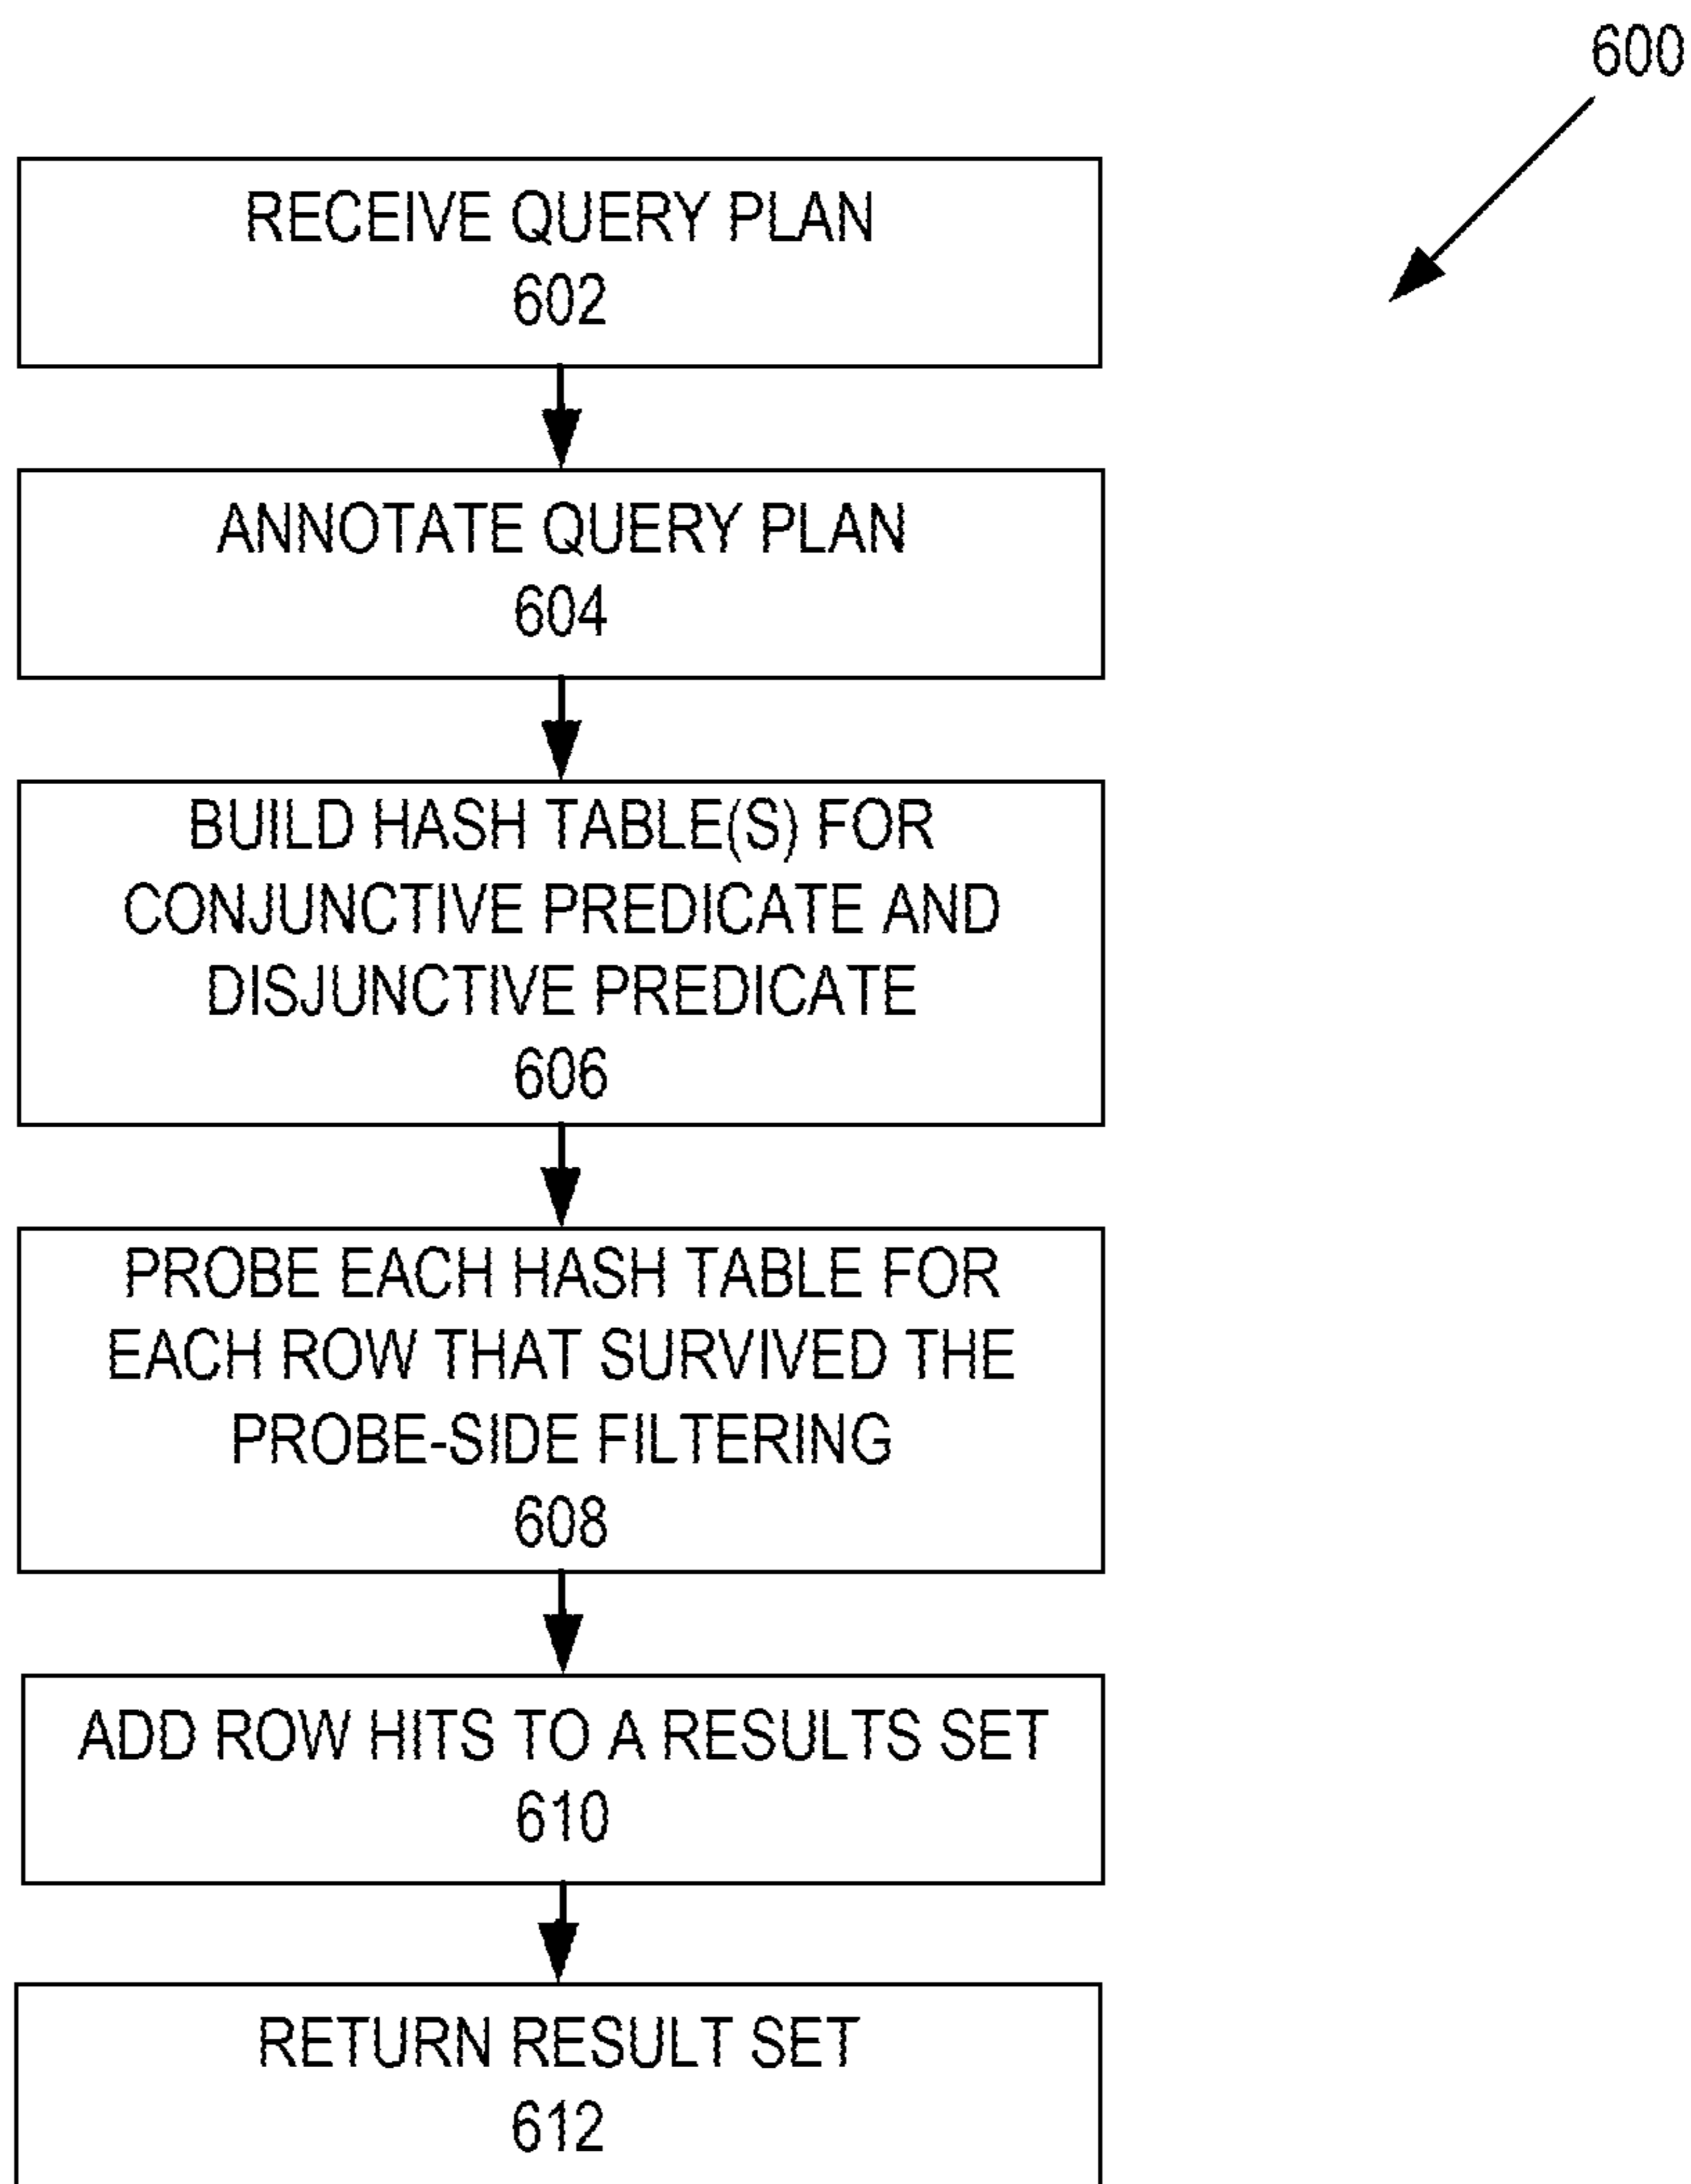 600
RECEIVE QUERY PLAN
602
ANNOTATE QUERY PLAN
604
BUILD HASH TABLE(S) FOR
CONJUNCTIVE PREDICATE AND
DISJUNCTIVE PREDICATE
606
PROBE EACH HASH TABLE FOR
EACH ROW THAT SURVIVED THE
PROBE-SIDE FILTERING
608
ADD ROW HITS TO A RESULTS SET
610
RETURN RESULT SET
612